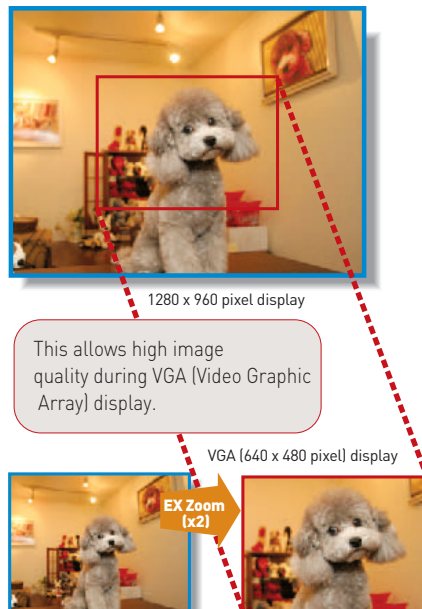 1280 x 960 pixel display
This allows high image
quality during VGA (Video Graphic
Array) display.
VGA (640 x 480 pixel) display
EX Zoom
(x2)